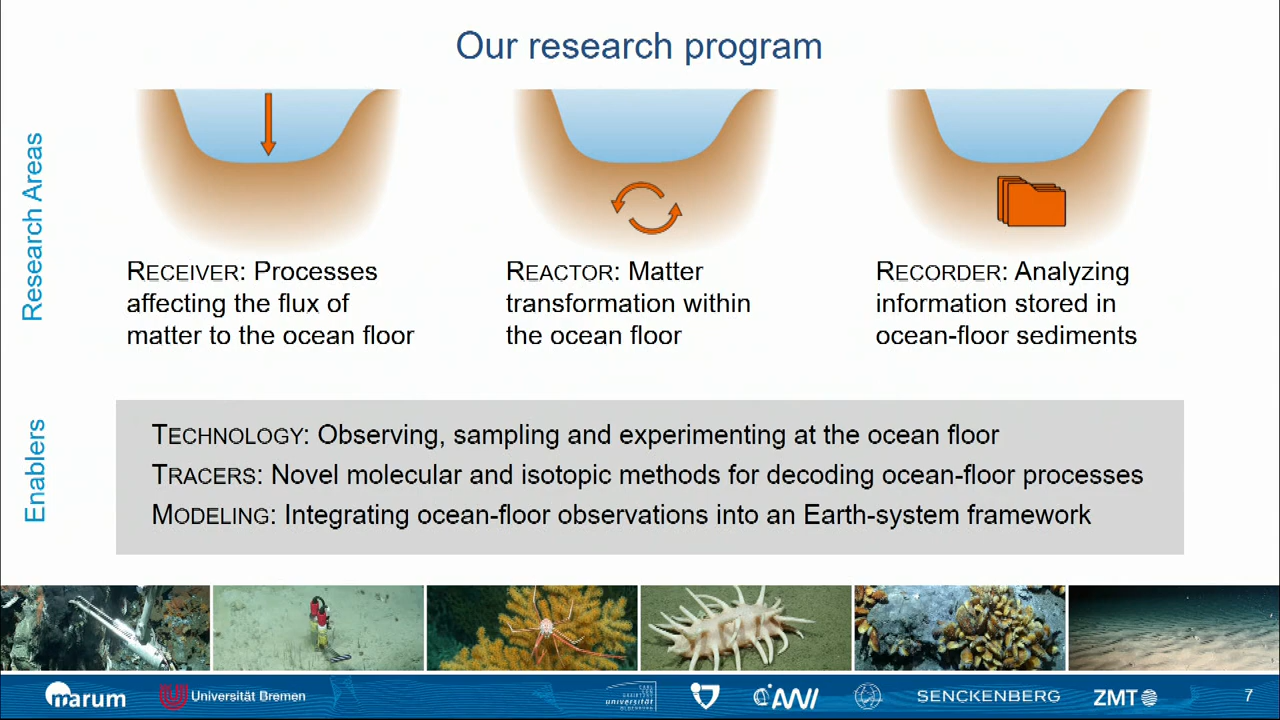 Our research program
Research Areas
RECEIVER: Processes
affecting the flux of
matter to the ocean floor
REACTOR: Matter
transformation within
the ocean floor
RECORDER: Analyzing
information stored in
ocean-floor sediments
Enablers
TECHNOLOGY: Observing, sampling and experimenting at the ocean floor
TRACERS: Novel molecular and isotopic methods for decoding ocean-floor processes
MODELING: Integrating ocean-floor observations into an Earth-system framework
marum
Universität Bremen
universität
AWI
SENCKENBERG
ZMT
7